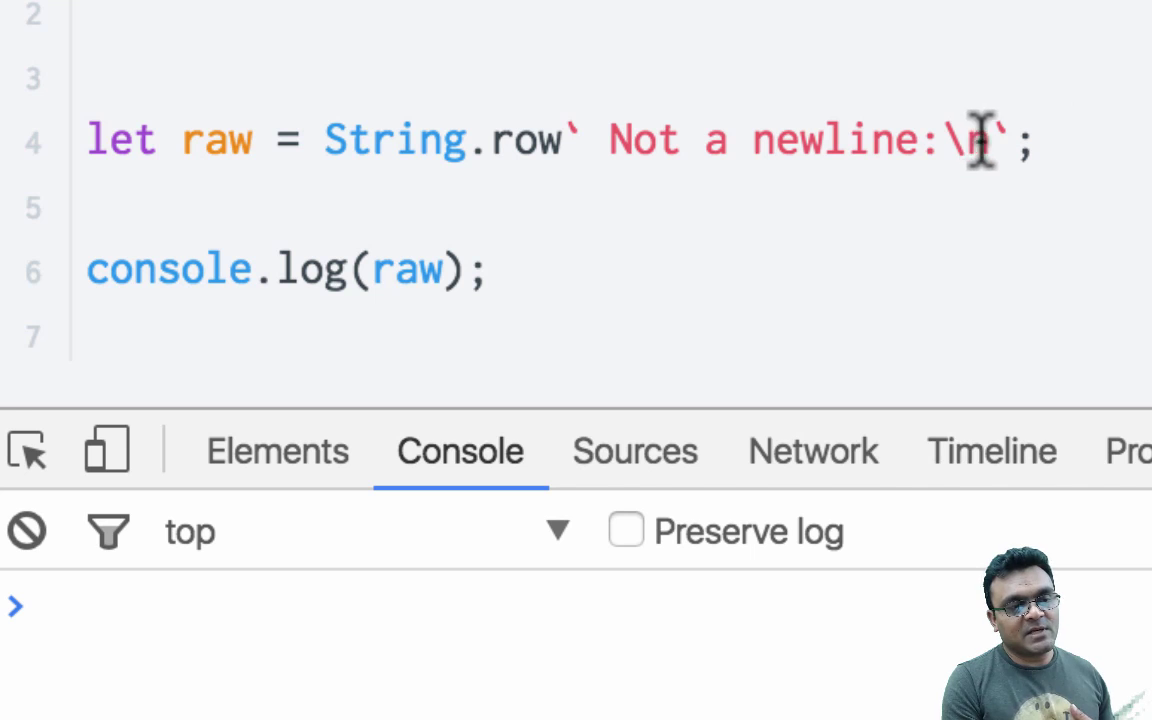 2
3
4 let raw = String.row` Not a newline:\n`;
5
6 console.log(raw);
7
Elements Console Sources Network Timeline
top ▼ Preserve log
>